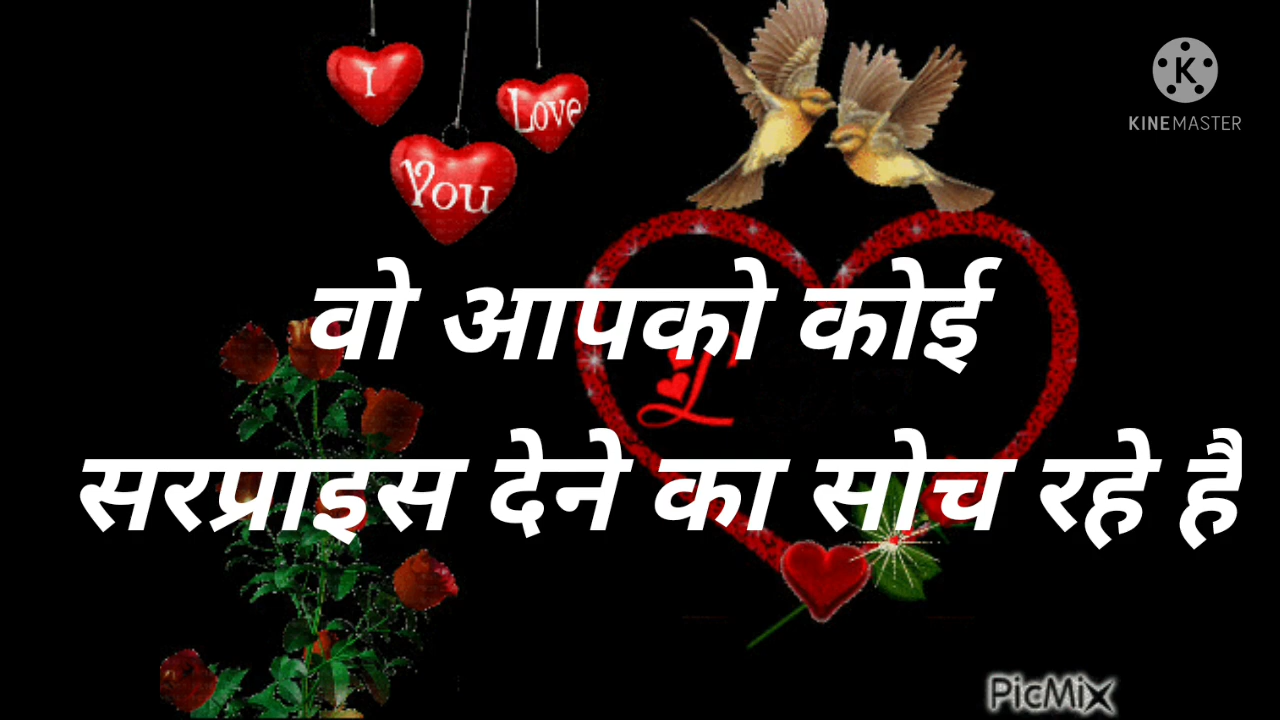 I
Love
You
K
KINEMASTER
वो आपको कोई
L
सरप्राइस देने का सोच रहे है
PicMix